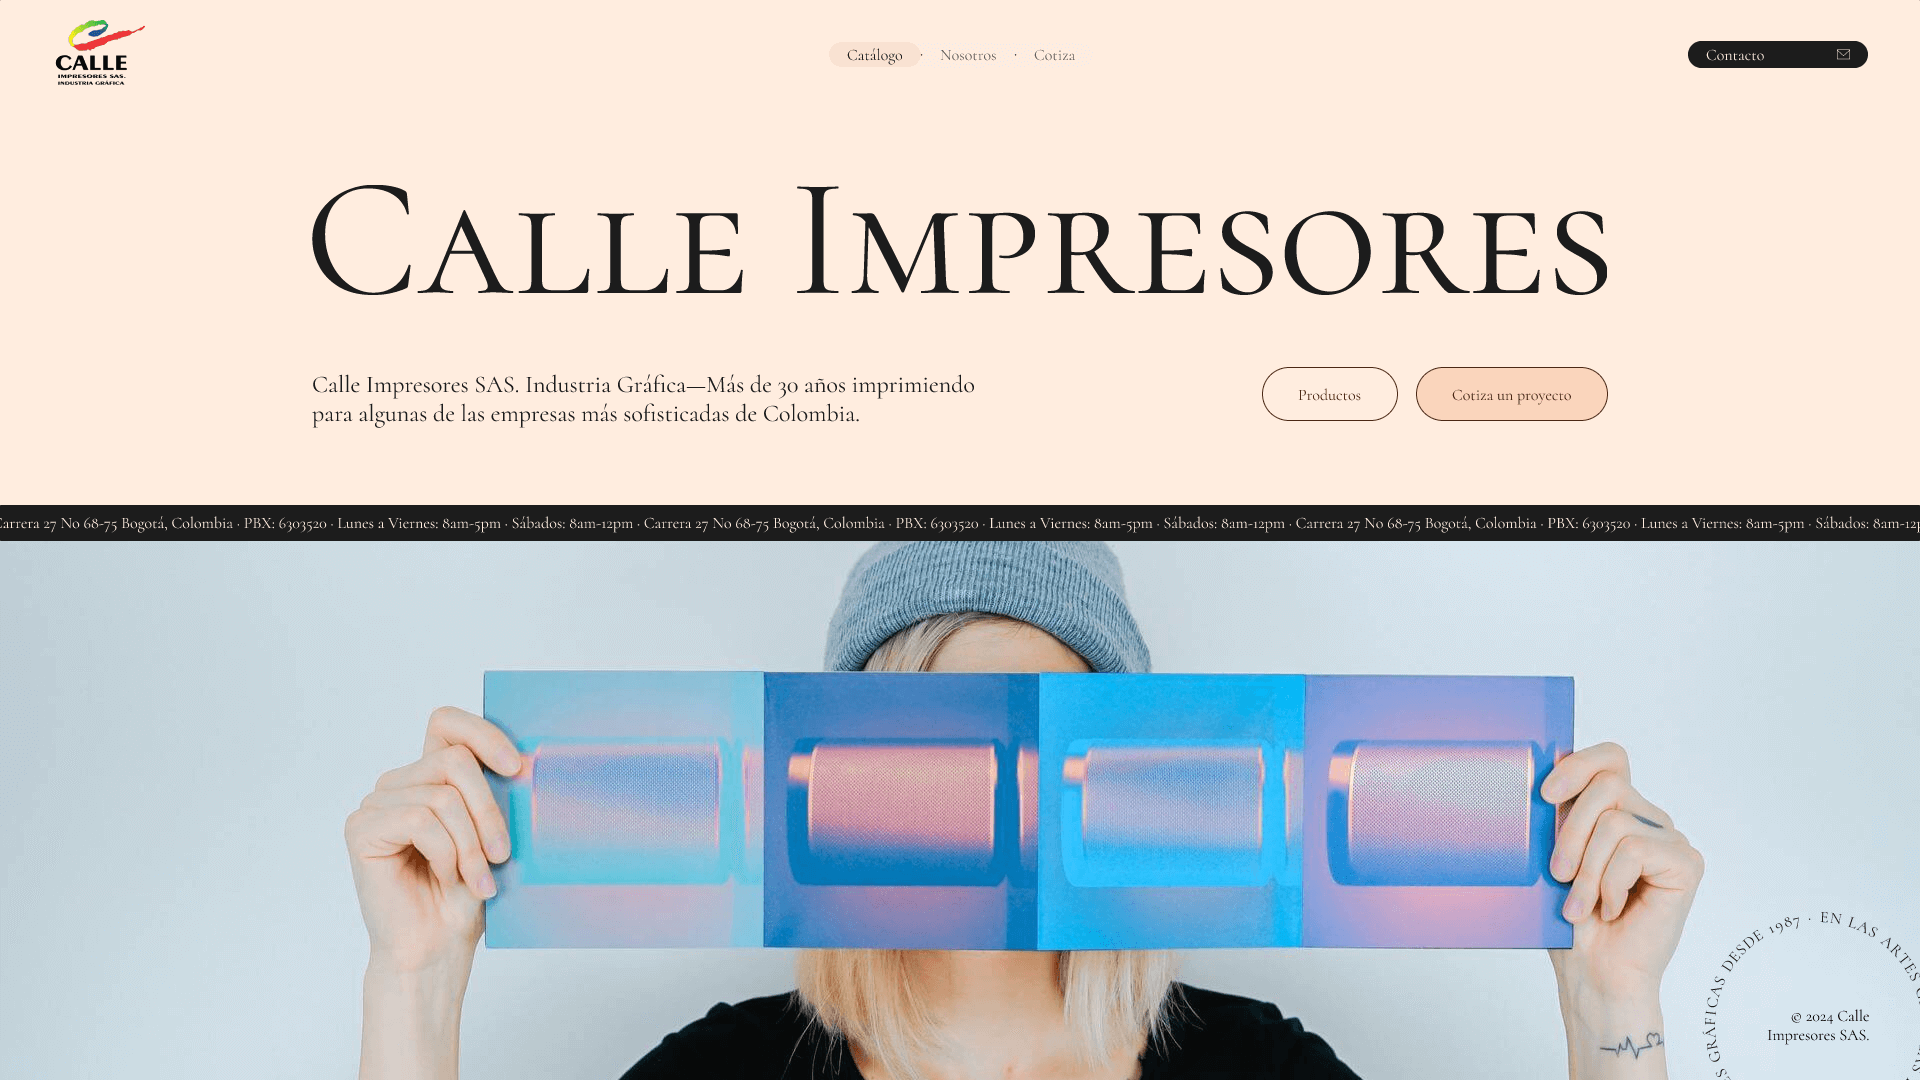 CALLE
IMPRESORES SAS.
INDUSTRIA GRÁFICA
Catálogo · Nosotros · Cotiza
Contacto
Calle Impresores
Calle Impresores SAS. Industria Gráfica—Más de 30 años imprimiendo
para algunas de las empresas más sofisticadas de Colombia.
Productos
Cotiza un proyecto
Carrera 27 No 68-75 Bogotá, Colombia · PBX: 6303520 · Lunes a Viernes: 8am-5pm · Sábados: 8am-12pm · Carrera 27 No 68-75 Bogotá, Colombia · PBX: 6303520 · Lunes a Viernes: 8am-5pm · Sábados: 8am-12pm · Carrera 27 No 68-75 Bogotá, Colombia · PBX: 6303520 · Lunes a Viernes: 8am-5pm · Sábados: 8am-12p
GRÁFICAS DESDE 1987 · EN LAS ARTES
© 2024 Calle
Impresores SAS.